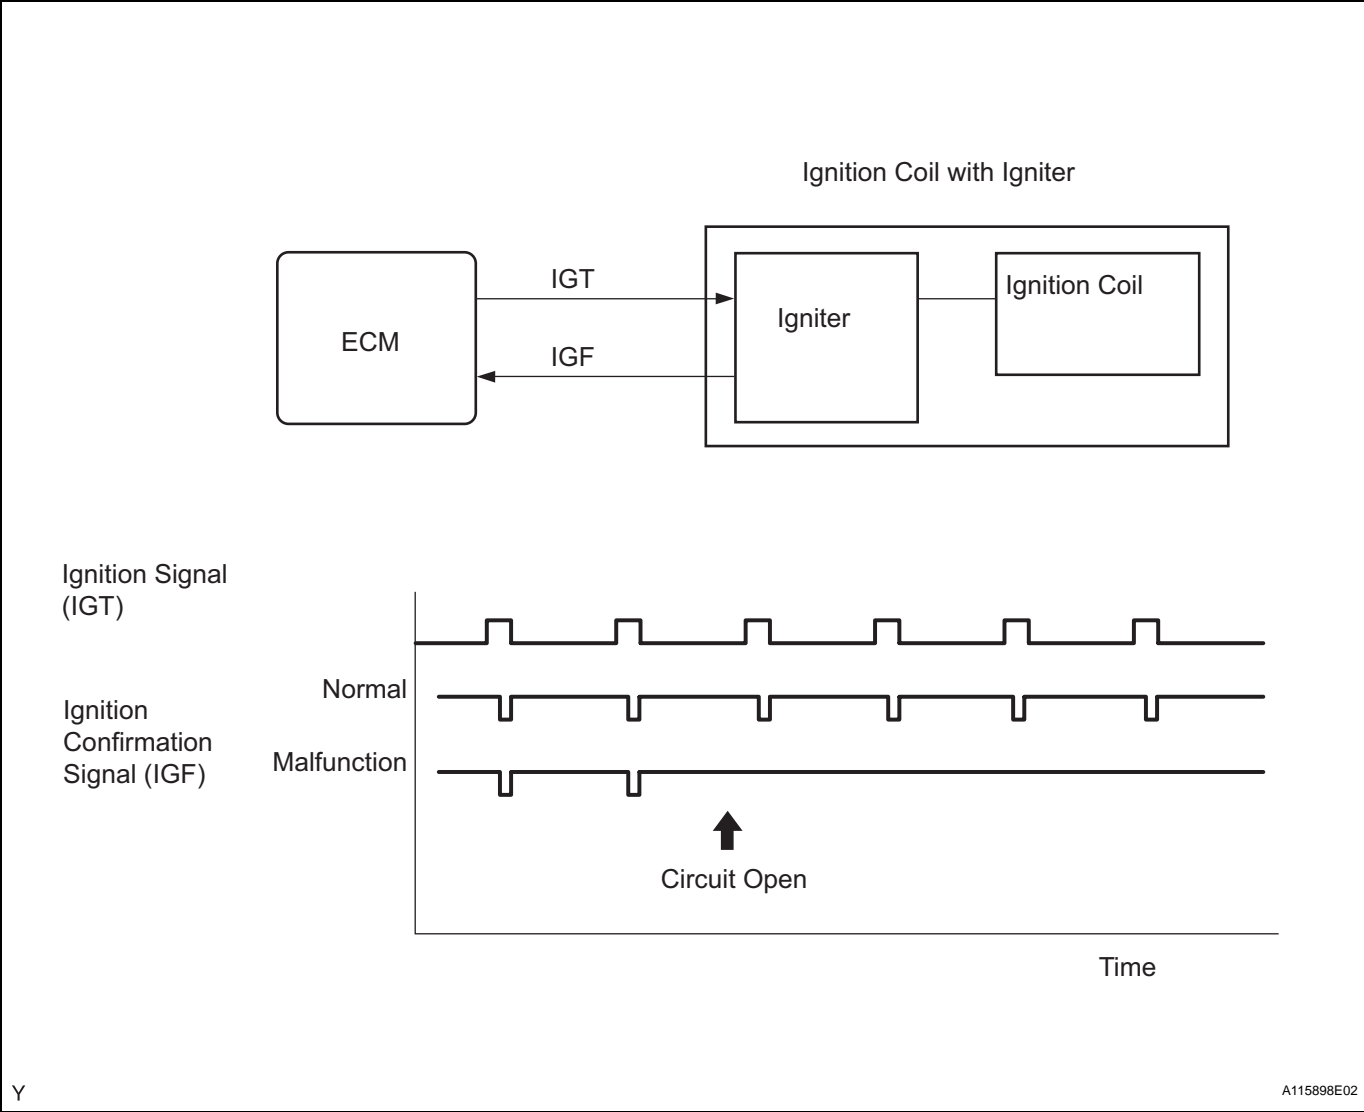 Ignition Coil with Igniter
ECM
IGT
IGF
Igniter
Ignition Coil
Ignition Signal
(IGT)
Normal
Ignition
Confirmation
Signal (IGF)
Malfunction
Circuit Open
Time
Y
A115898E02